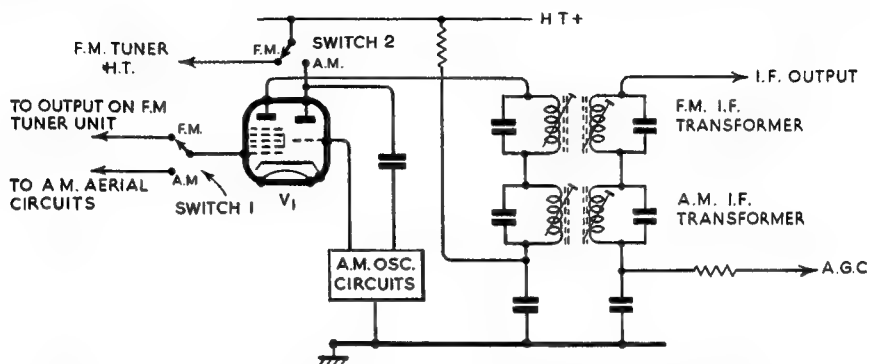 H T +
SWITCH 2
F.M.
A.M.
F.M. TUNER
+H.T.
TO OUTPUT ON F.M
TUNER UNIT
F.M.
A.M
TO A.M. AERIAL
CIRCUITS
SWITCH 1
V1
A.M. OSC.
CIRCUITS
I.F. OUTPUT
F.M. I.F.
TRANSFORMER
A.M. I.F.
TRANSFORMER
A.G.C